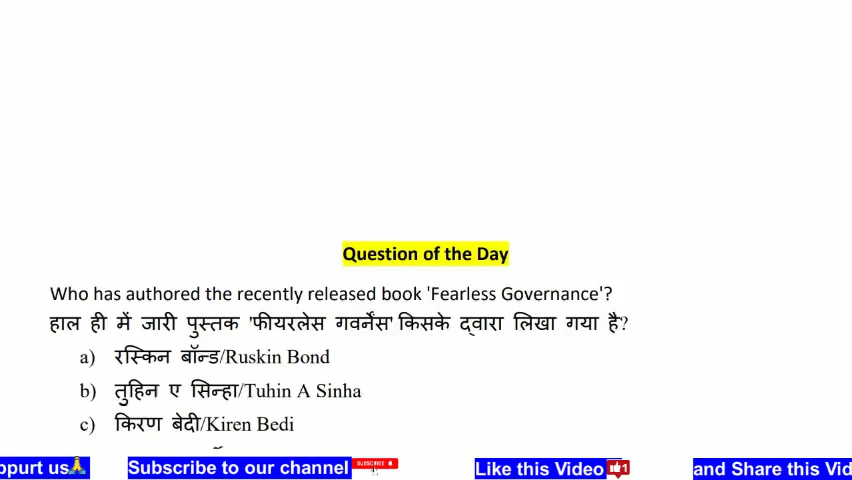 Question of the Day
Who has authored the recently released book 'Fearless Governance'?
हाल ही में जारी पुस्तक 'फीयरलेस गवर्नेंस' किसके द्वारा लिखा गया है?
a) रस्किन बॉन्ड/Ruskin Bond
b) तुहिन ए सिन्हा/Tuhin A Sinha
c) किरण बेदी/Kiren Bedi
ppurt us Subscribe to our channel SUBSCRIBE Like this Video 1 and Share this Vid